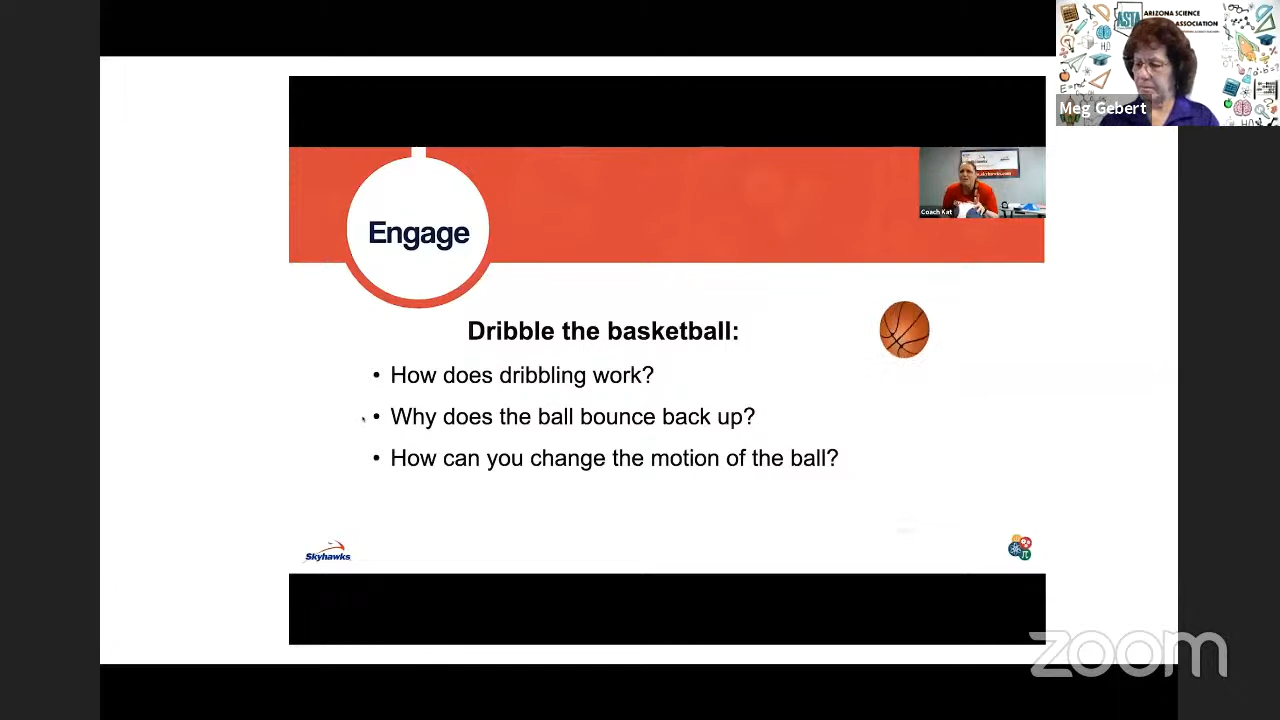 ASTA
ARIZONA SCIENCE
ASSOCIATION
Meg Gebert
Coach Kat
Engage
Dribble the basketball:
• How does dribbling work?
• Why does the ball bounce back up?
• How can you change the motion of the ball?
Skyhawks
zoom